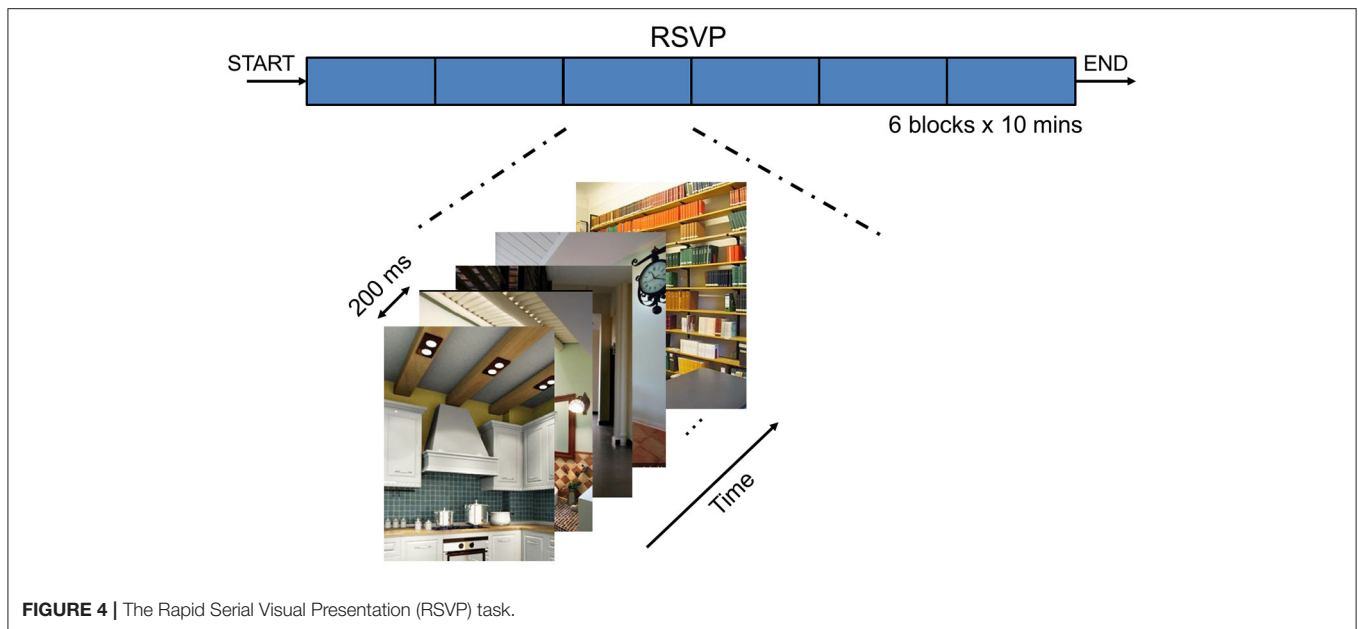 RSVP
START
END
6 blocks x 10 mins
200 ms
...
Time
FIGURE 4 | The Rapid Serial Visual Presentation (RSVP) task.